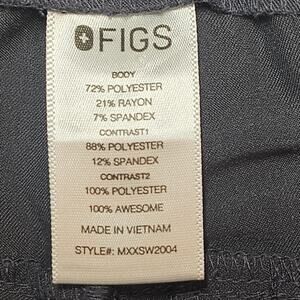 FIGS
BODY
72% POLYESTER
21% RAYON
7% SPANDEX
CONTRAST1
88% POLYESTER
12% SPANDEX
CONTRAST2
100% POLYESTER
100% AWESOME
MADE IN VIETNAM
STYLE#: MXXSW2004